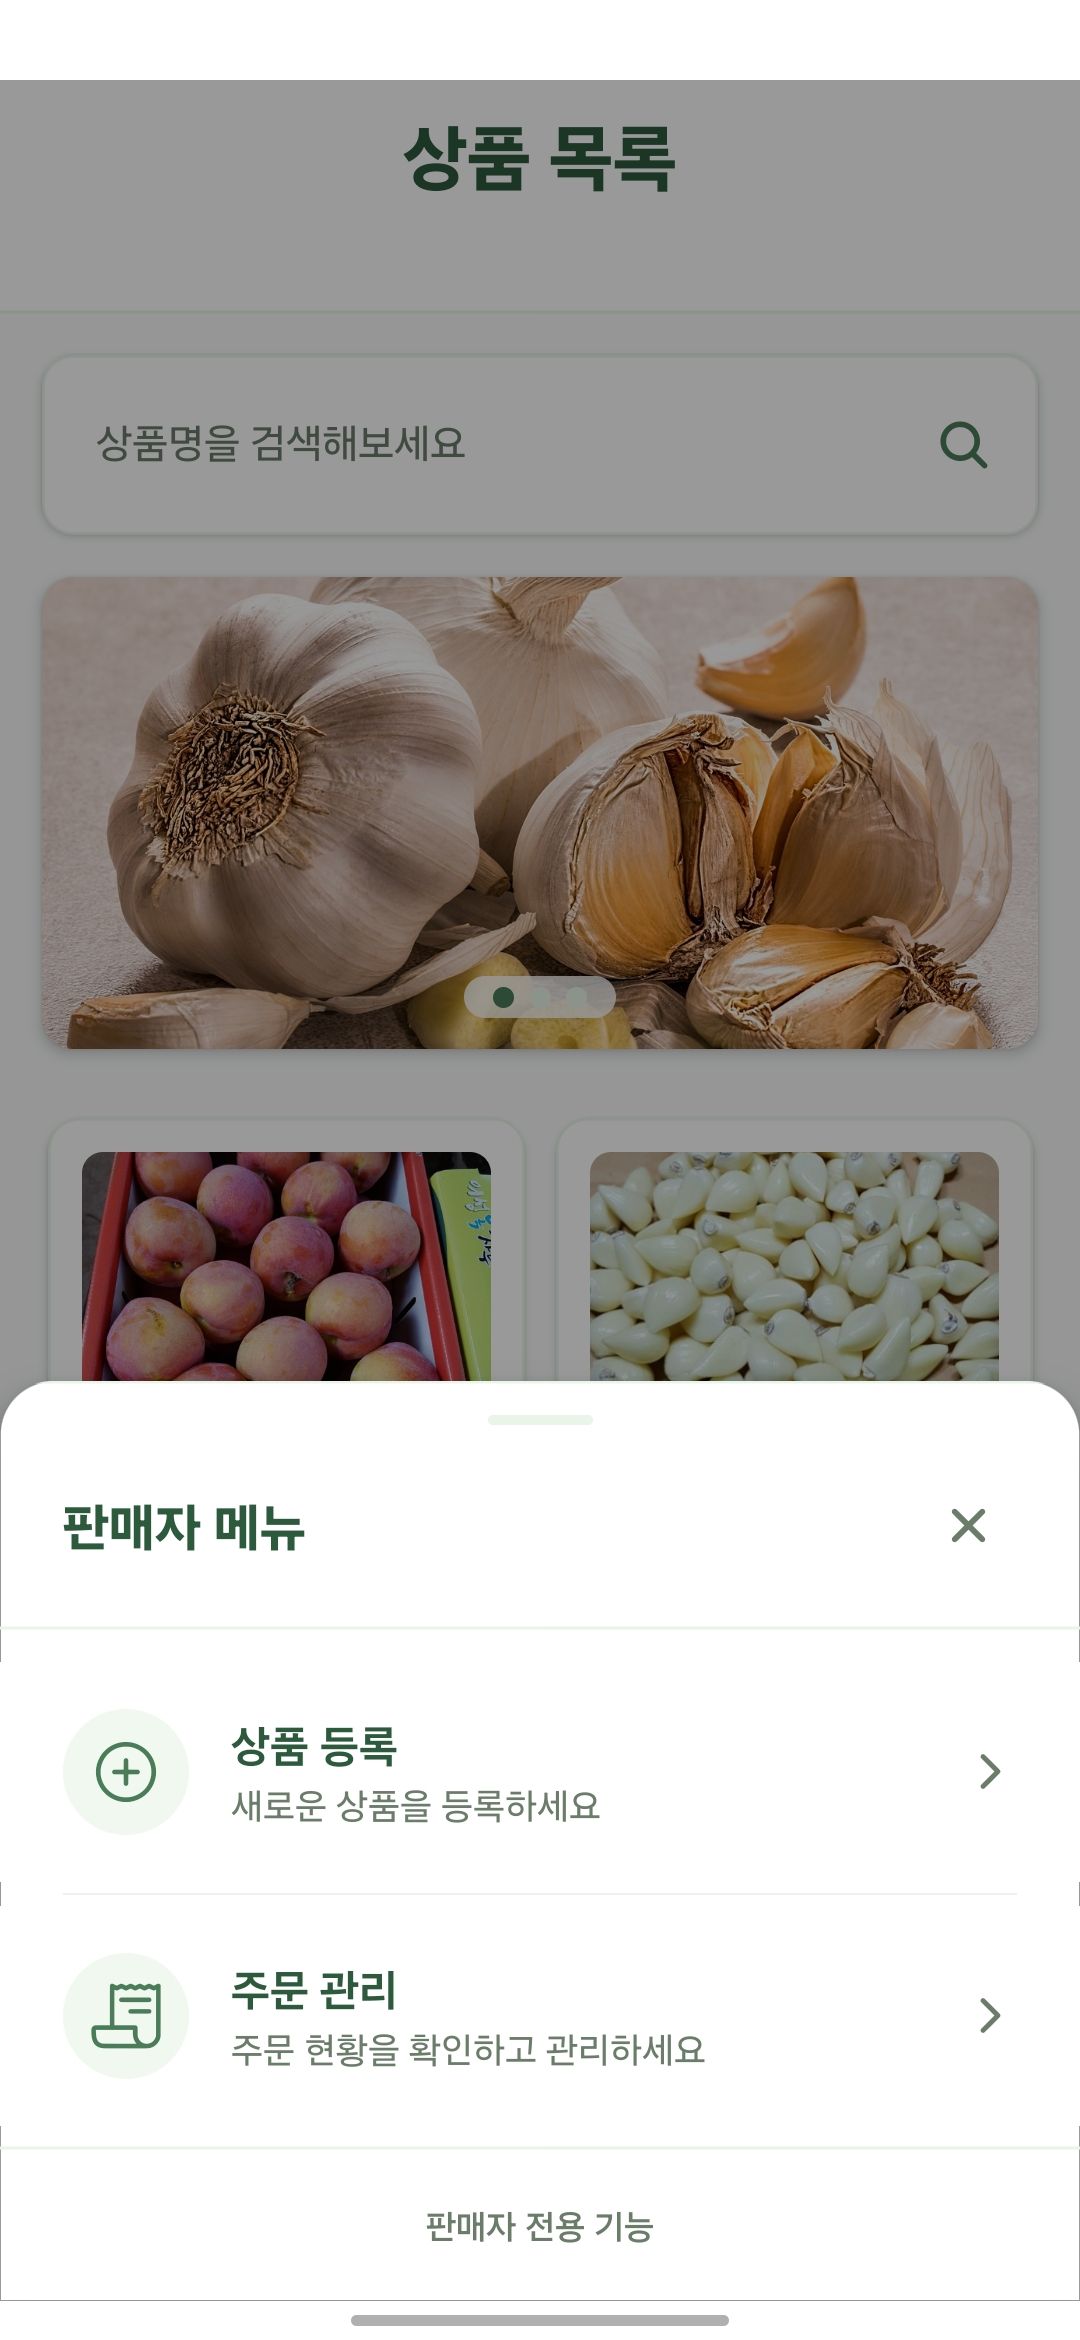 상품 목록
상품명을 검색해보세요
판매자 메뉴
상품 등록
새로운 상품을 등록하세요
주문 관리
주문 현황을 확인하고 관리하세요
판매자 전용 기능